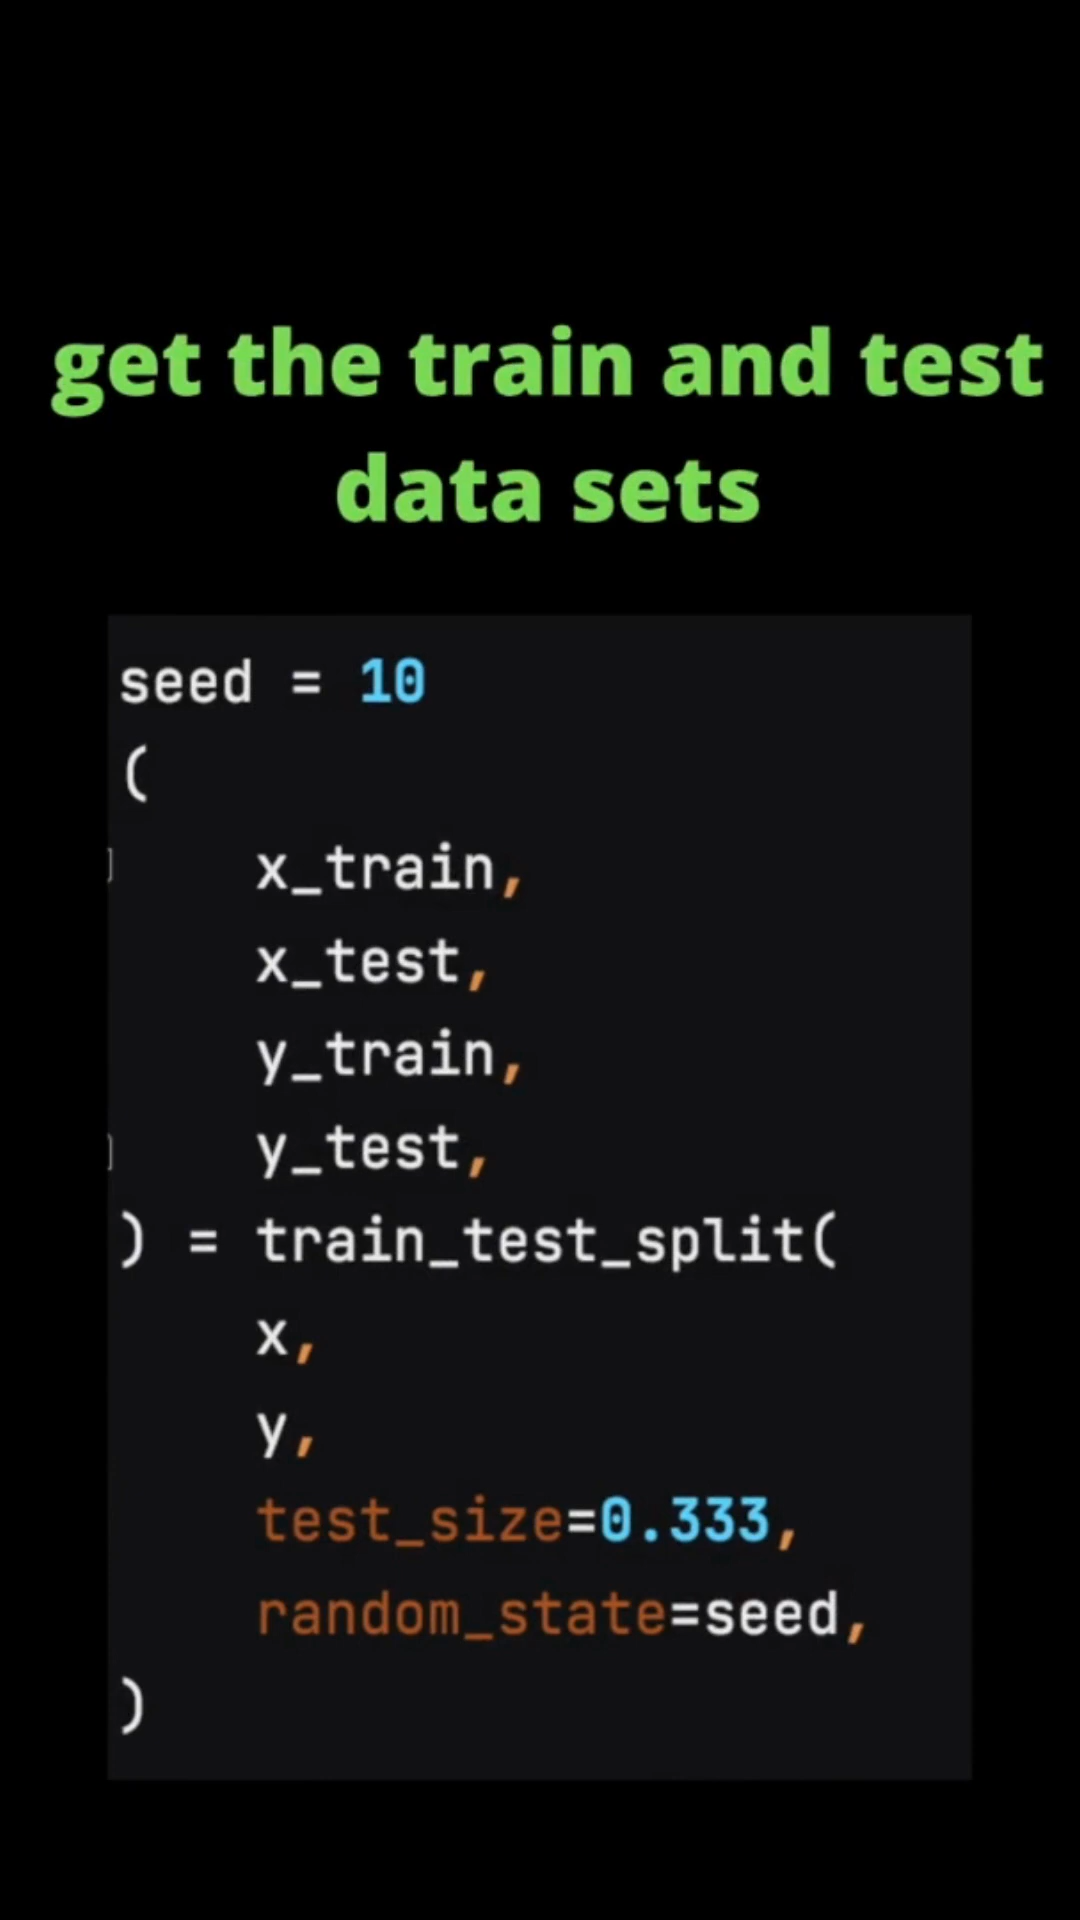 get the train and test
data sets
seed = 10
(
    x_train,
    x_test,
    y_train,
    y_test,
) = train_test_split(
    x,
    y,
    test_size=0.333,
    random_state=seed,
)